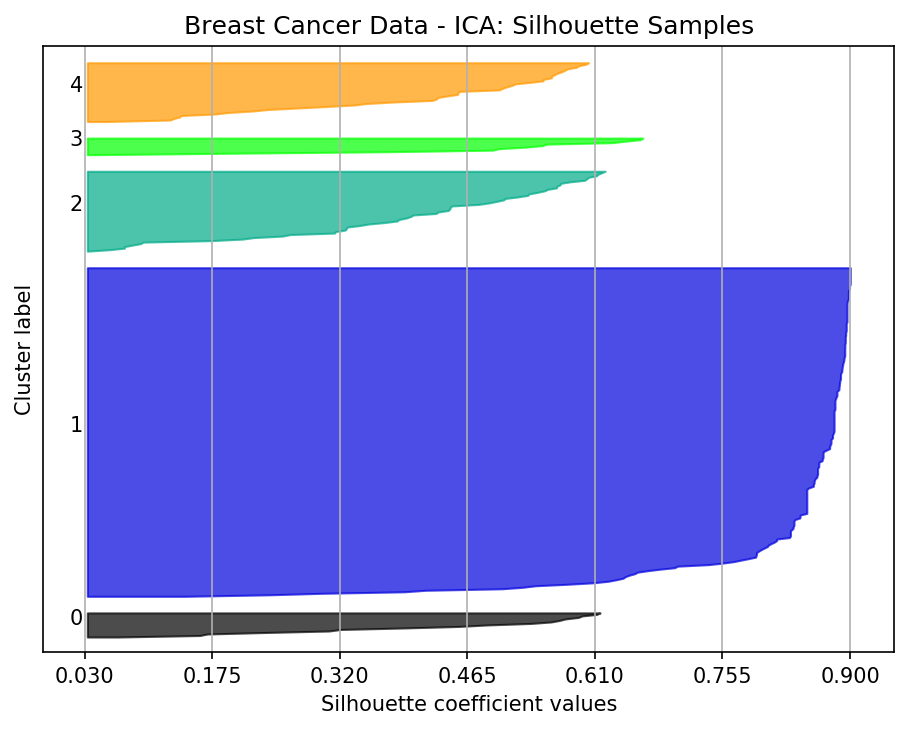 Breast Cancer Data - ICA: Silhouette Samples
4
3
2
1
0
Cluster label
0.030 0.175 0.320 0.465 0.610 0.755 0.900
Silhouette coefficient values